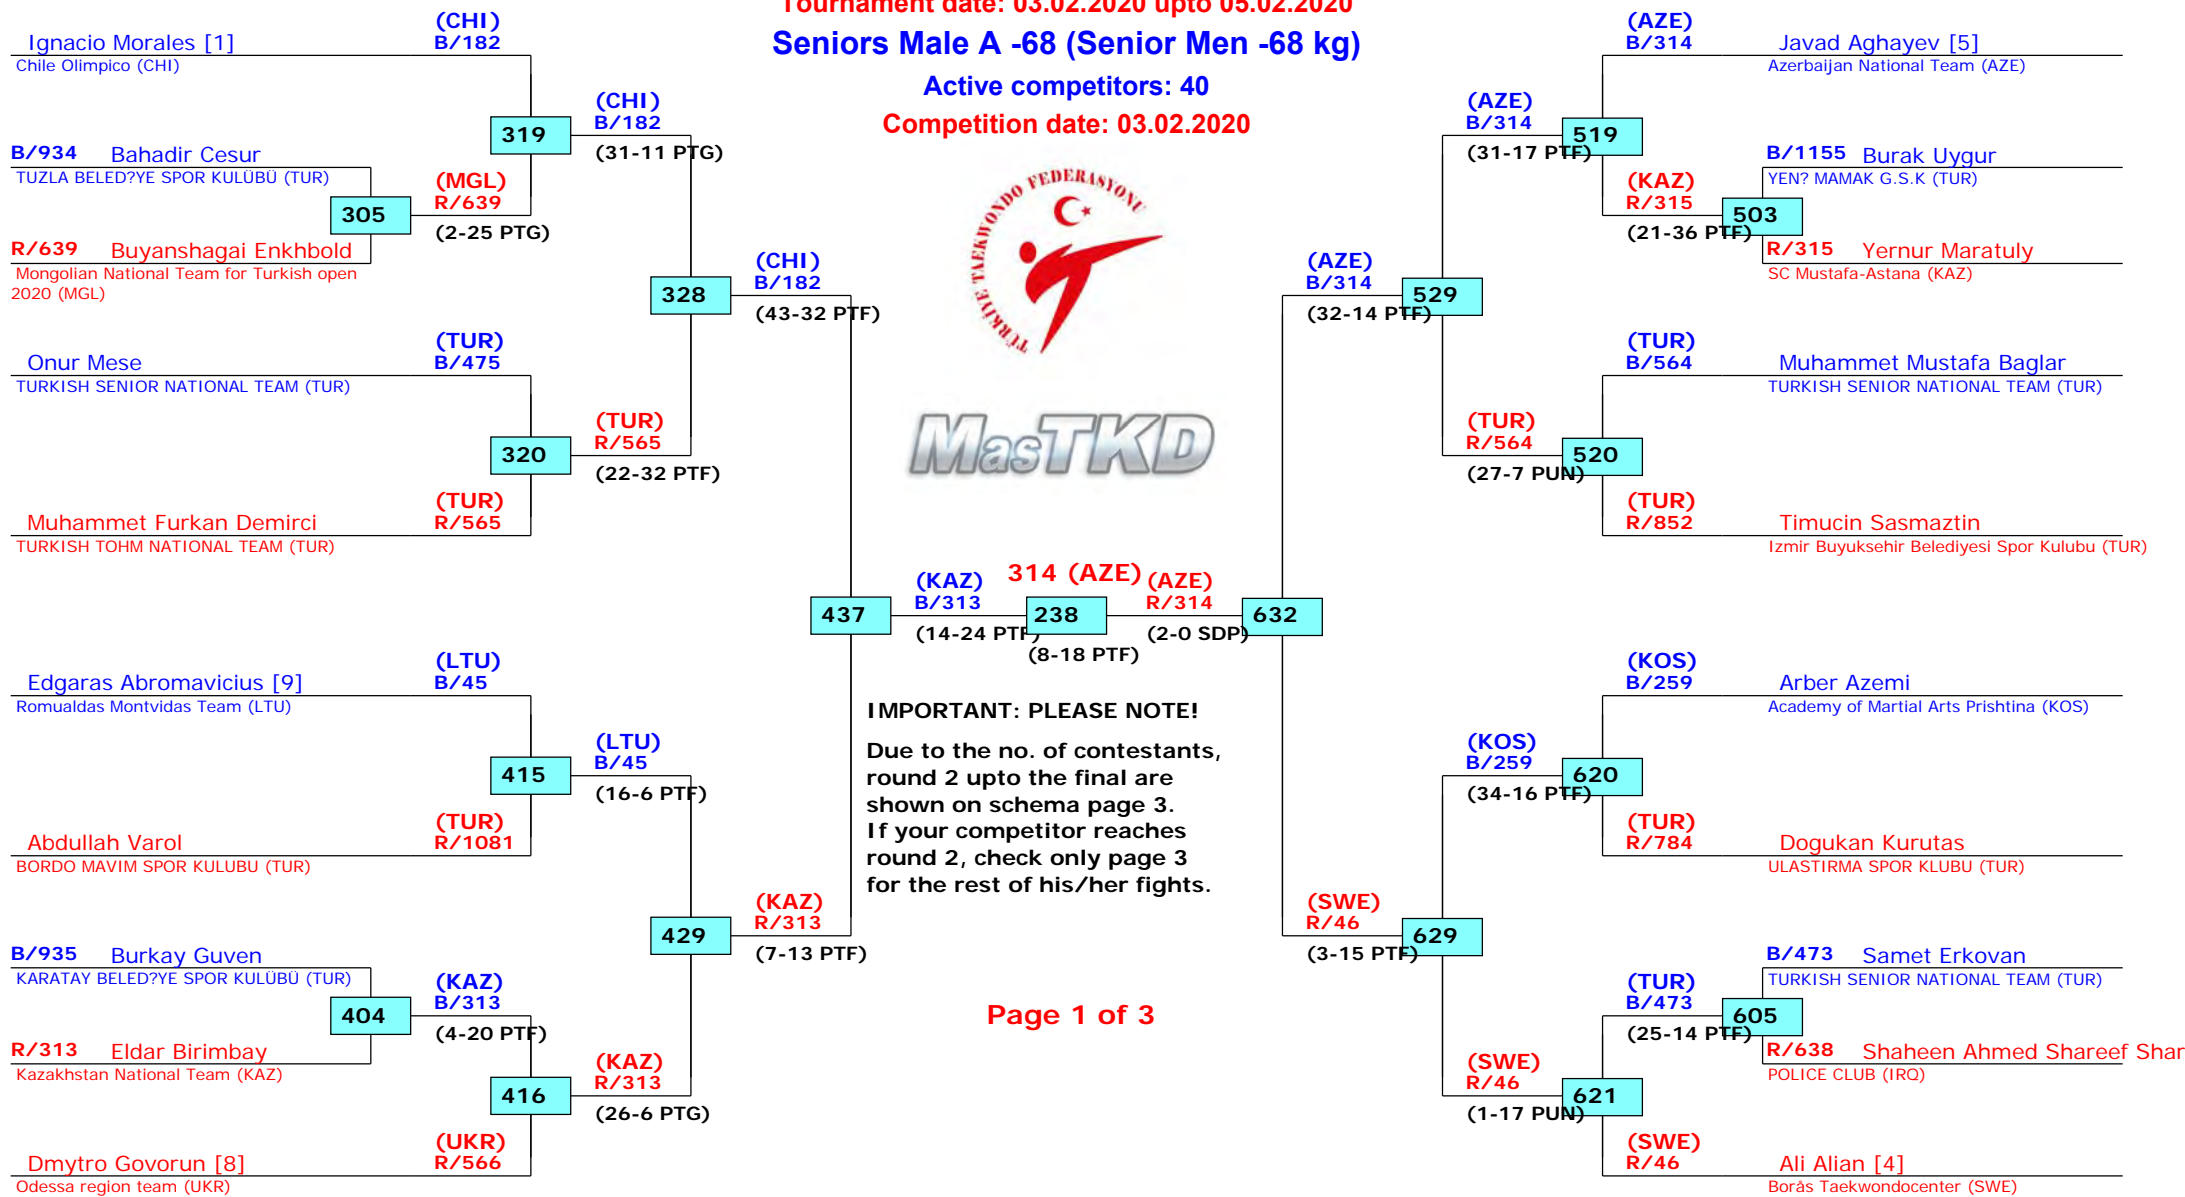 Tournament date: 03.02.2020 upto 05.02.2020
Seniors Male A -68 (Senior Men -68 kg)
Active competitors: 40
Competition date: 03.02.2020
(CHI)
Ignacio Morales [1] B/182
Chile Olimpico (CHI)
(CHI)
B/182
319
(31-11 PTG)
B/934 Bahadir Cesur
TUZLA BELED?YE SPOR KULÜBÜ (TUR)
(MGL)
R/639
305
(2-25 PTG)
R/639 Buyanshagai Enkhbold
Mongolian National Team for Turkish open
2020 (MGL)
(CHI)
B/182
328
(43-32 PTF)
(TUR)
Onur Mese B/475
TURKISH SENIOR NATIONAL TEAM (TUR)
(TUR)
R/565
320
(22-32 PTF)
(TUR)
Muhammet Furkan Demirci R/565
TURKISH TOHM NATIONAL TEAM (TUR)
437
(KAZ)
B/313
(14-24 PTF)
314 (AZE)
238
(8-18 PTF)
(AZE)
R/314
(2-0 SDP)
632
(LTU)
Edgaras Abromavicius [9] B/45
Romualdas Montvidas Team (LTU)
(LTU)
B/45
415
(16-6 PTF)
(TUR)
Abdullah Varol R/1081
BORDO MAVIM SPOR KULUBU (TUR)
(KAZ)
R/313
429
(7-13 PTF)
B/935 Burkay Guven
KARATAY BELED?YE SPOR KULÜBÜ (TUR)
(KAZ)
B/313
404
(4-20 PTF)
R/313 Eldar Birimbay
Kazakhstan National Team (KAZ)
(KAZ)
R/313
416
(26-6 PTG)
(UKR)
Dmytro Govorun [8] R/566
Odessa region team (UKR)
TÜRKİYE TAEKWONDO FEDERASYONU
MasTKD
IMPORTANT: PLEASE NOTE!
Due to the no. of contestants,
round 2 upto the final are
shown on schema page 3.
If your competitor reaches
round 2, check only page 3
for the rest of his/her fights.
Page 1 of 3
(AZE)
B/314 Javad Aghayev [5]
Azerbaijan National Team (AZE)
(AZE)
B/314
519
(31-17 PTF)
B/1155 Burak Uygur
YEN? MAMAK G.S.K (TUR)
(KAZ)
R/315
503
(21-36 PTF)
R/315 Yernur Maratuly
SC Mustafa-Astana (KAZ)
(AZE)
B/314
529
(32-14 PTF)
(TUR)
B/564 Muhammet Mustafa Baglar
TURKISH SENIOR NATIONAL TEAM (TUR)
(TUR)
R/564
520
(27-7 PUN)
(TUR)
R/852 Timucin Sasmaztin
Izmir Buyuksehir Belediyesi Spor Kulubu (TUR)
(KOS)
B/259 Arber Azemi
Academy of Martial Arts Prishtina (KOS)
(KOS)
B/259
620
(34-16 PTF)
(TUR)
R/784 Dogukan Kurutas
ULASTIRMA SPOR KLUBU (TUR)
(SWE)
R/46
629
(3-15 PTF)
B/473 Samet Erkovan
TURKISH SENIOR NATIONAL TEAM (TUR)
(TUR)
B/473
605
(25-14 PTF)
R/638 Shaheen Ahmed Shareef Shar
POLICE CLUB (IRQ)
(SWE)
R/46
621
(1-17 PUN)
(SWE)
R/46 Ali Alian [4]
Borås Taekwondocenter (SWE)